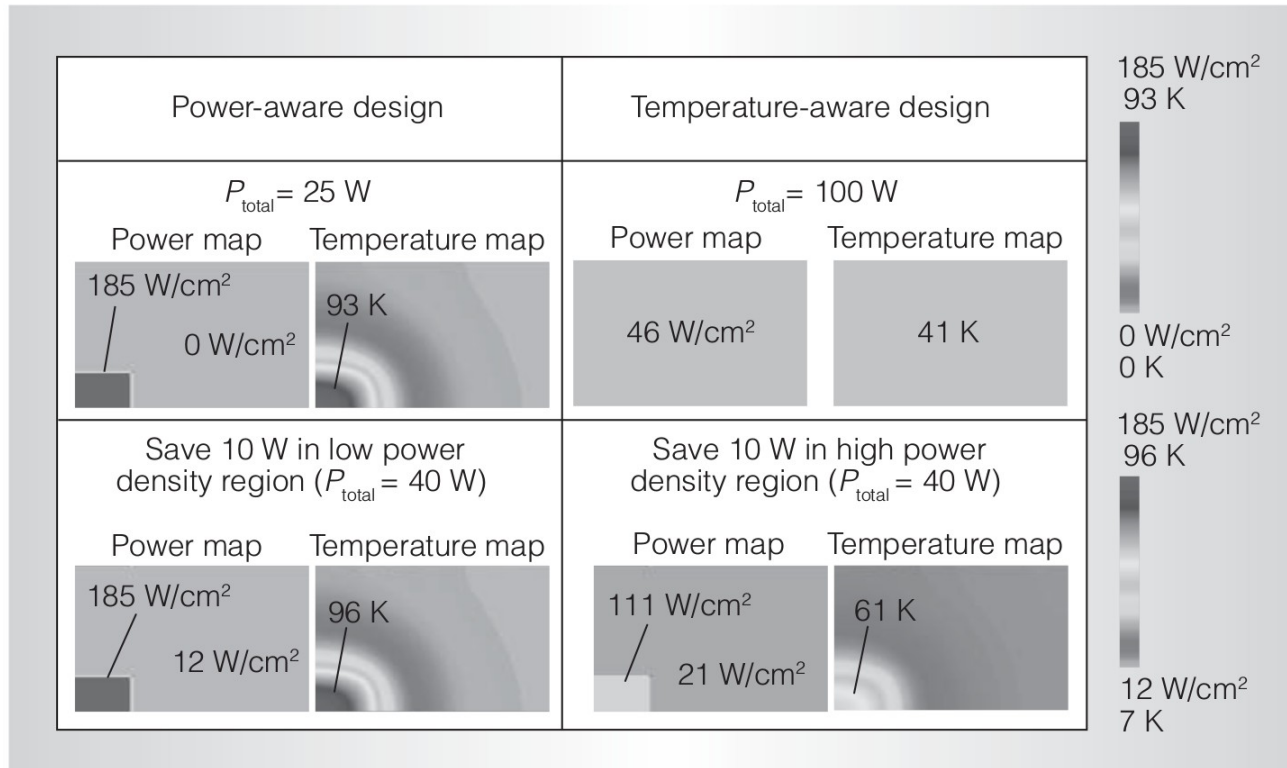 Power-aware design
Temperature-aware design
P_total = 25 W
Power map
Temperature map
185 W/cm²
0 W/cm²
93 K
P_total = 100 W
Power map
Temperature map
46 W/cm²
41 K
Save 10 W in low power
density region (P_total = 40 W)
Power map
Temperature map
185 W/cm²
12 W/cm²
96 K
Save 10 W in high power
density region (P_total = 40 W)
Power map
Temperature map
111 W/cm²
21 W/cm²
61 K
185 W/cm²
93 K
0 W/cm²
0 K
185 W/cm²
96 K
12 W/cm²
7 K